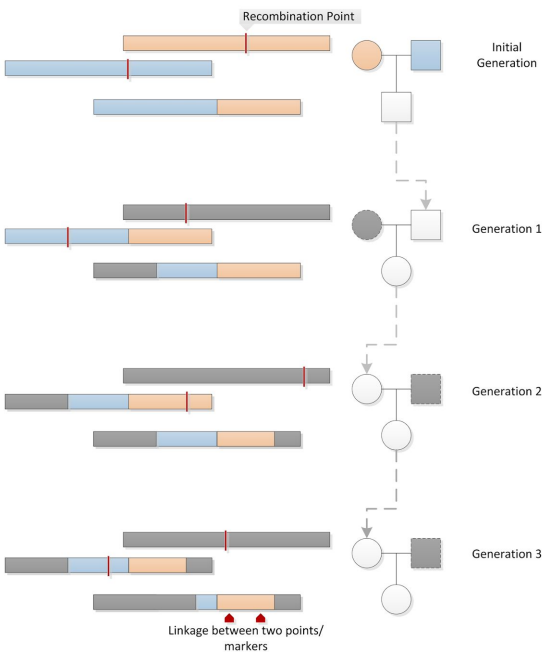 Recombination Point
Initial
Generation
Generation 1
Generation 2
Generation 3
Linkage between two points/
markers